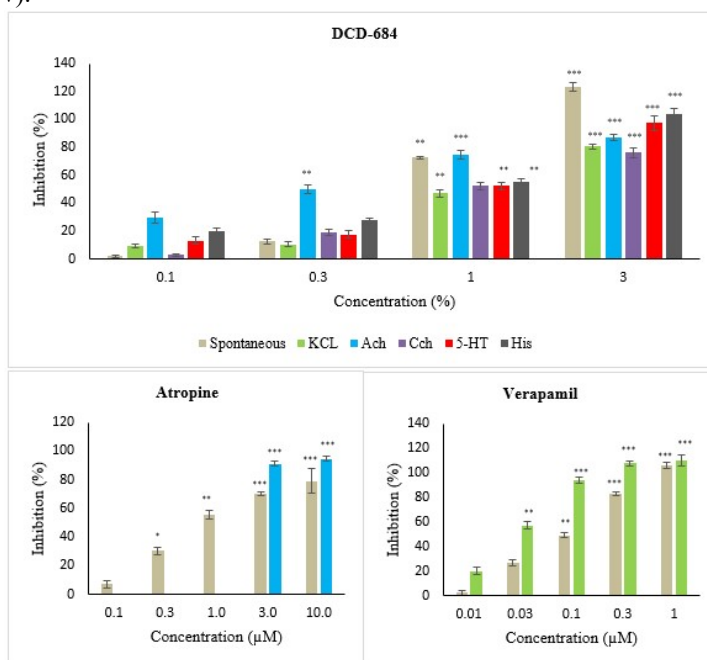 DCD-684
Inhibition (%)
140
120
100
80
60
40
20
0
** *** ** ** *** ** ** *** *** *** *** *** ***
0.1 0.3 1 3
Concentration (%)
Spontaneous KCL Ach Cch 5-HT His
Atropine
Inhibition (%)
120
100
80
60
40
20
0
* ** *** *** *** ***
0.1 0.3 1.0 3.0 10.0
Concentration (µM)
Verapamil
Inhibition (%)
140
120
100
80
60
40
20
0
** ** *** *** *** *** ***
0.01 0.03 0.1 0.3 1
Concentration (µM)